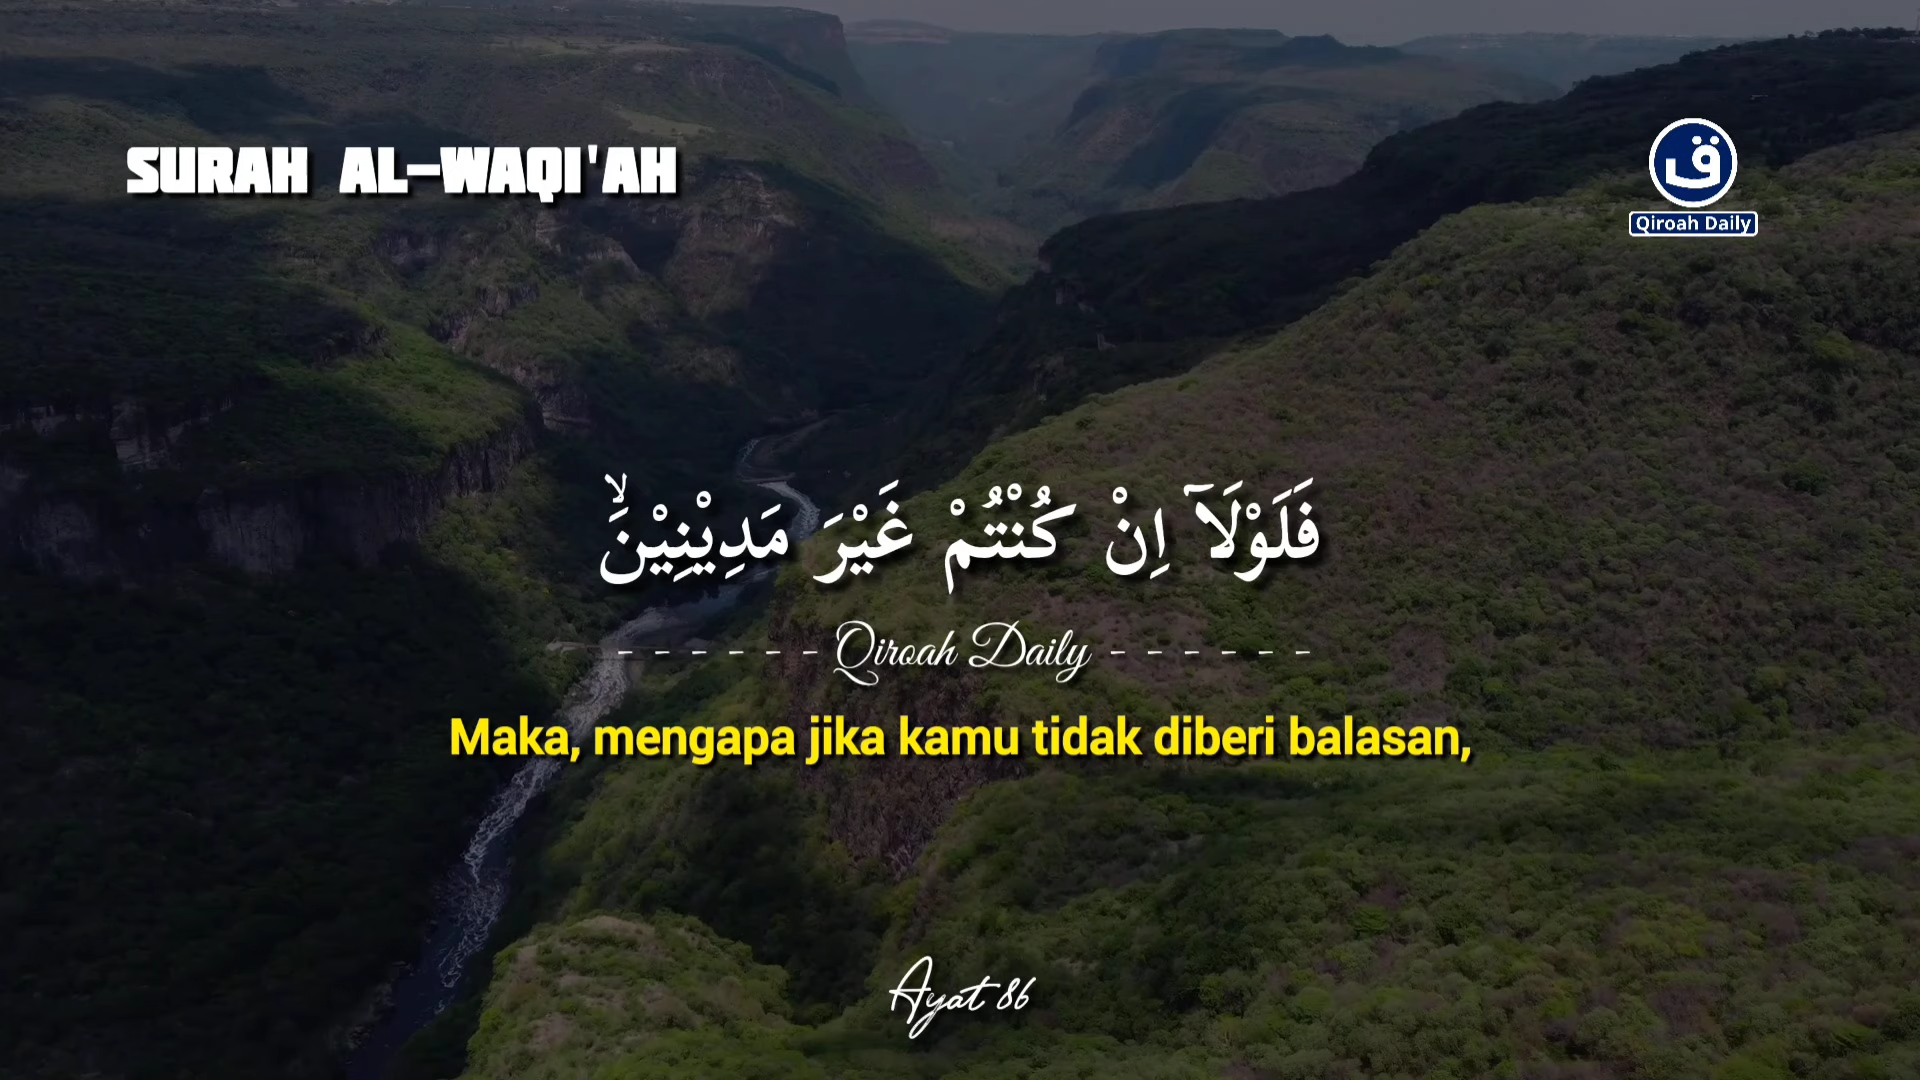 SURAH AL-WAQI'AH
ق
Qiroah Daily
فَلَوْلَآ اِنْ كُنْتُمْ غَيْرَ مَدِيْنِيْنَۙ
- - - - - - Qiroah Daily - - - - - -
Maka, mengapa jika kamu tidak diberi balasan,
Ayat 86